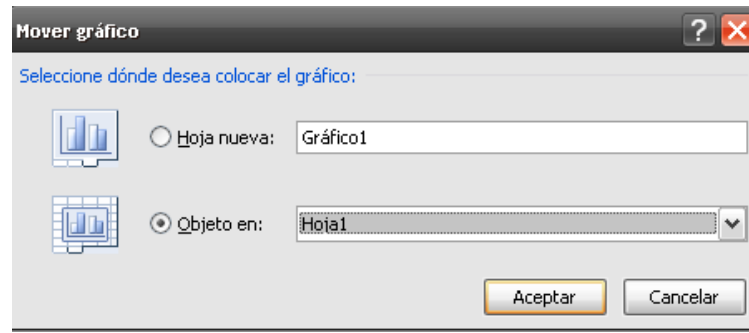 Mover gráfico
Seleccione dónde desea colocar el gráfico:
Hoja nueva: Gráfico1
Objeto en: Hoja1
Aceptar Cancelar